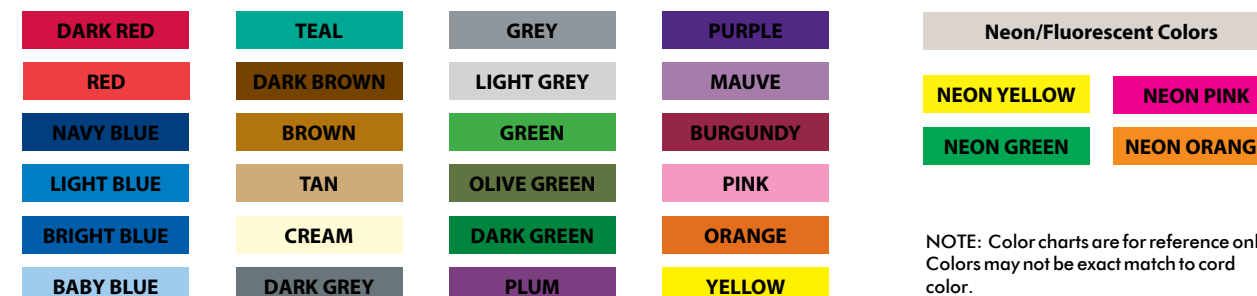 DARK RED
TEAL
GREY
PURPLE
RED
DARK BROWN
LIGHT GREY
MAUVE
NAVY BLUE
BROWN
GREEN
BURGUNDY
LIGHT BLUE
TAN
OLIVE GREEN
PINK
BRIGHT BLUE
CREAM
DARK GREEN
ORANGE
BABY BLUE
DARK GREY
PLUM
YELLOW
Neon/Fluorescent Colors
NEON YELLOW
NEON PINK
NEON GREEN
NEON ORANG
NOTE: Color charts are for reference onl
Colors may not be exact match to cord
color.